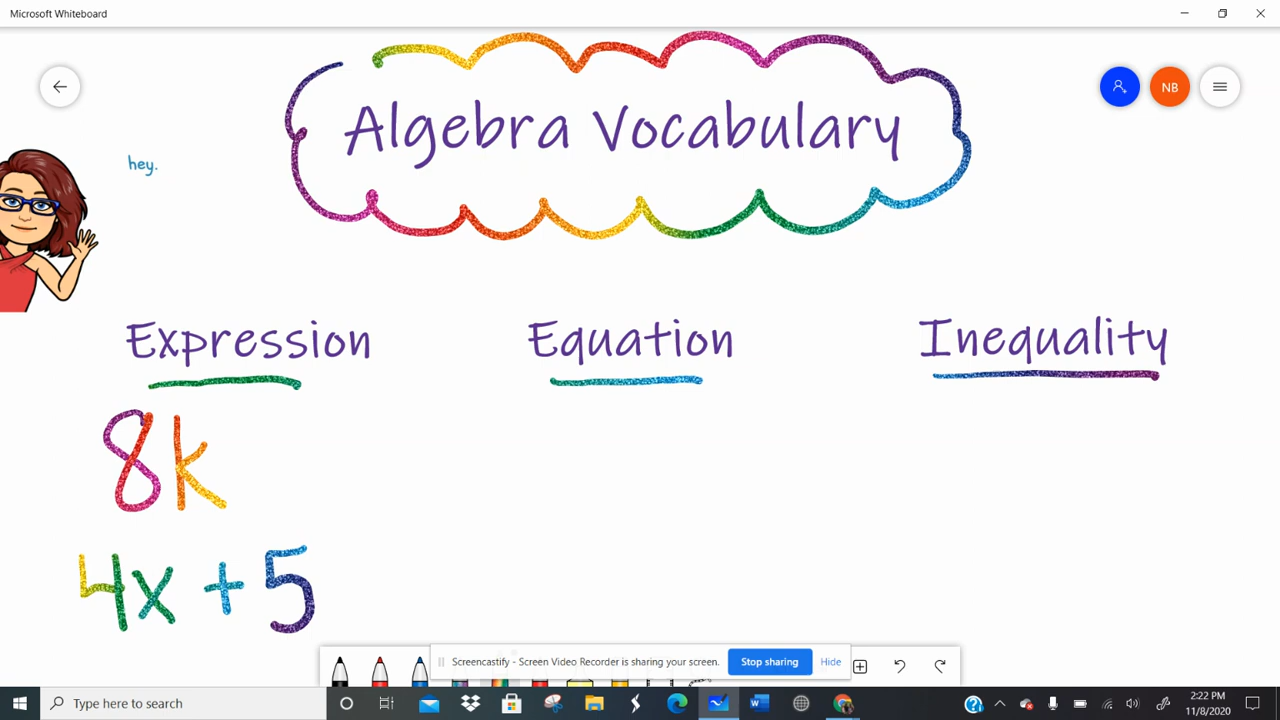 Microsoft Whiteboard
Algebra Vocabulary
NB
hey.
Expression Equation Inequality
8k
4x + 5
Screencastify - Screen Video Recorder is sharing your screen. Stop sharing Hide
Type here to search
2:22 PM
11/8/2020